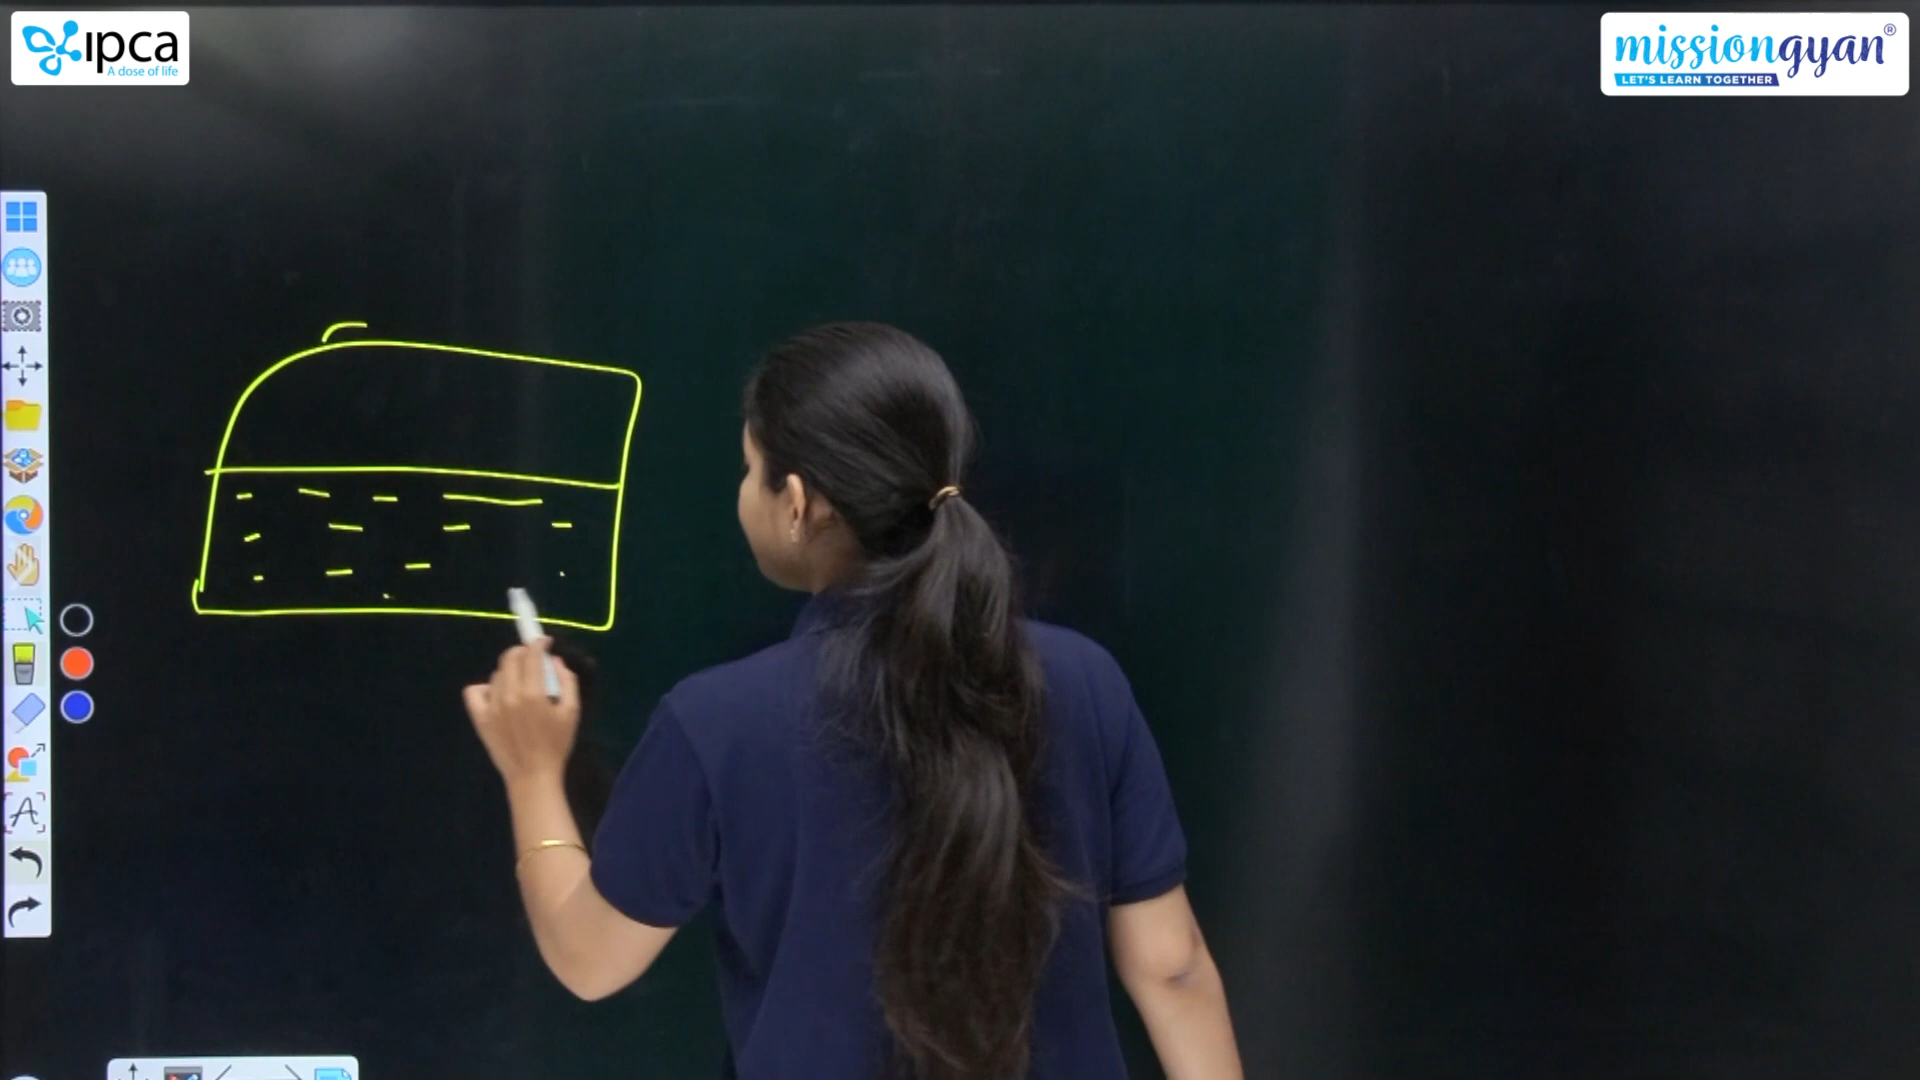 ipca
A dose of life
missiongyan®
LET'S LEARN TOGETHER
A